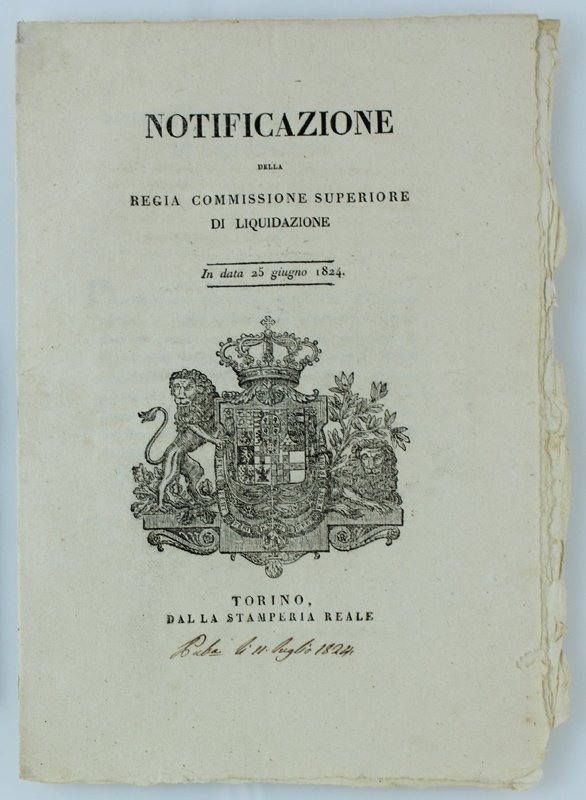 NOTIFICAZIONE
DELLA
REGIA COMMISSIONE SUPERIORE
DI LIQUIDAZIONE
In data 25 giugno 1824.
TORINO,
DALLA STAMPERIA REALE
Puba li 11 luglio 1824